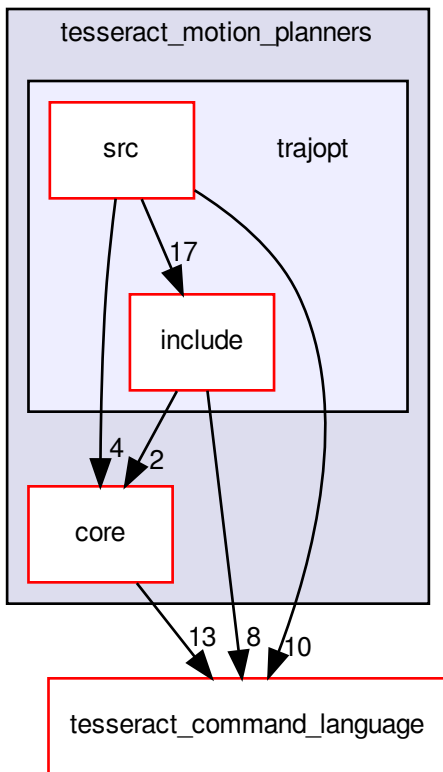 tesseract_motion_planners
src
trajopt
17
include
4
2
core
13
8
10
tesseract_command_language